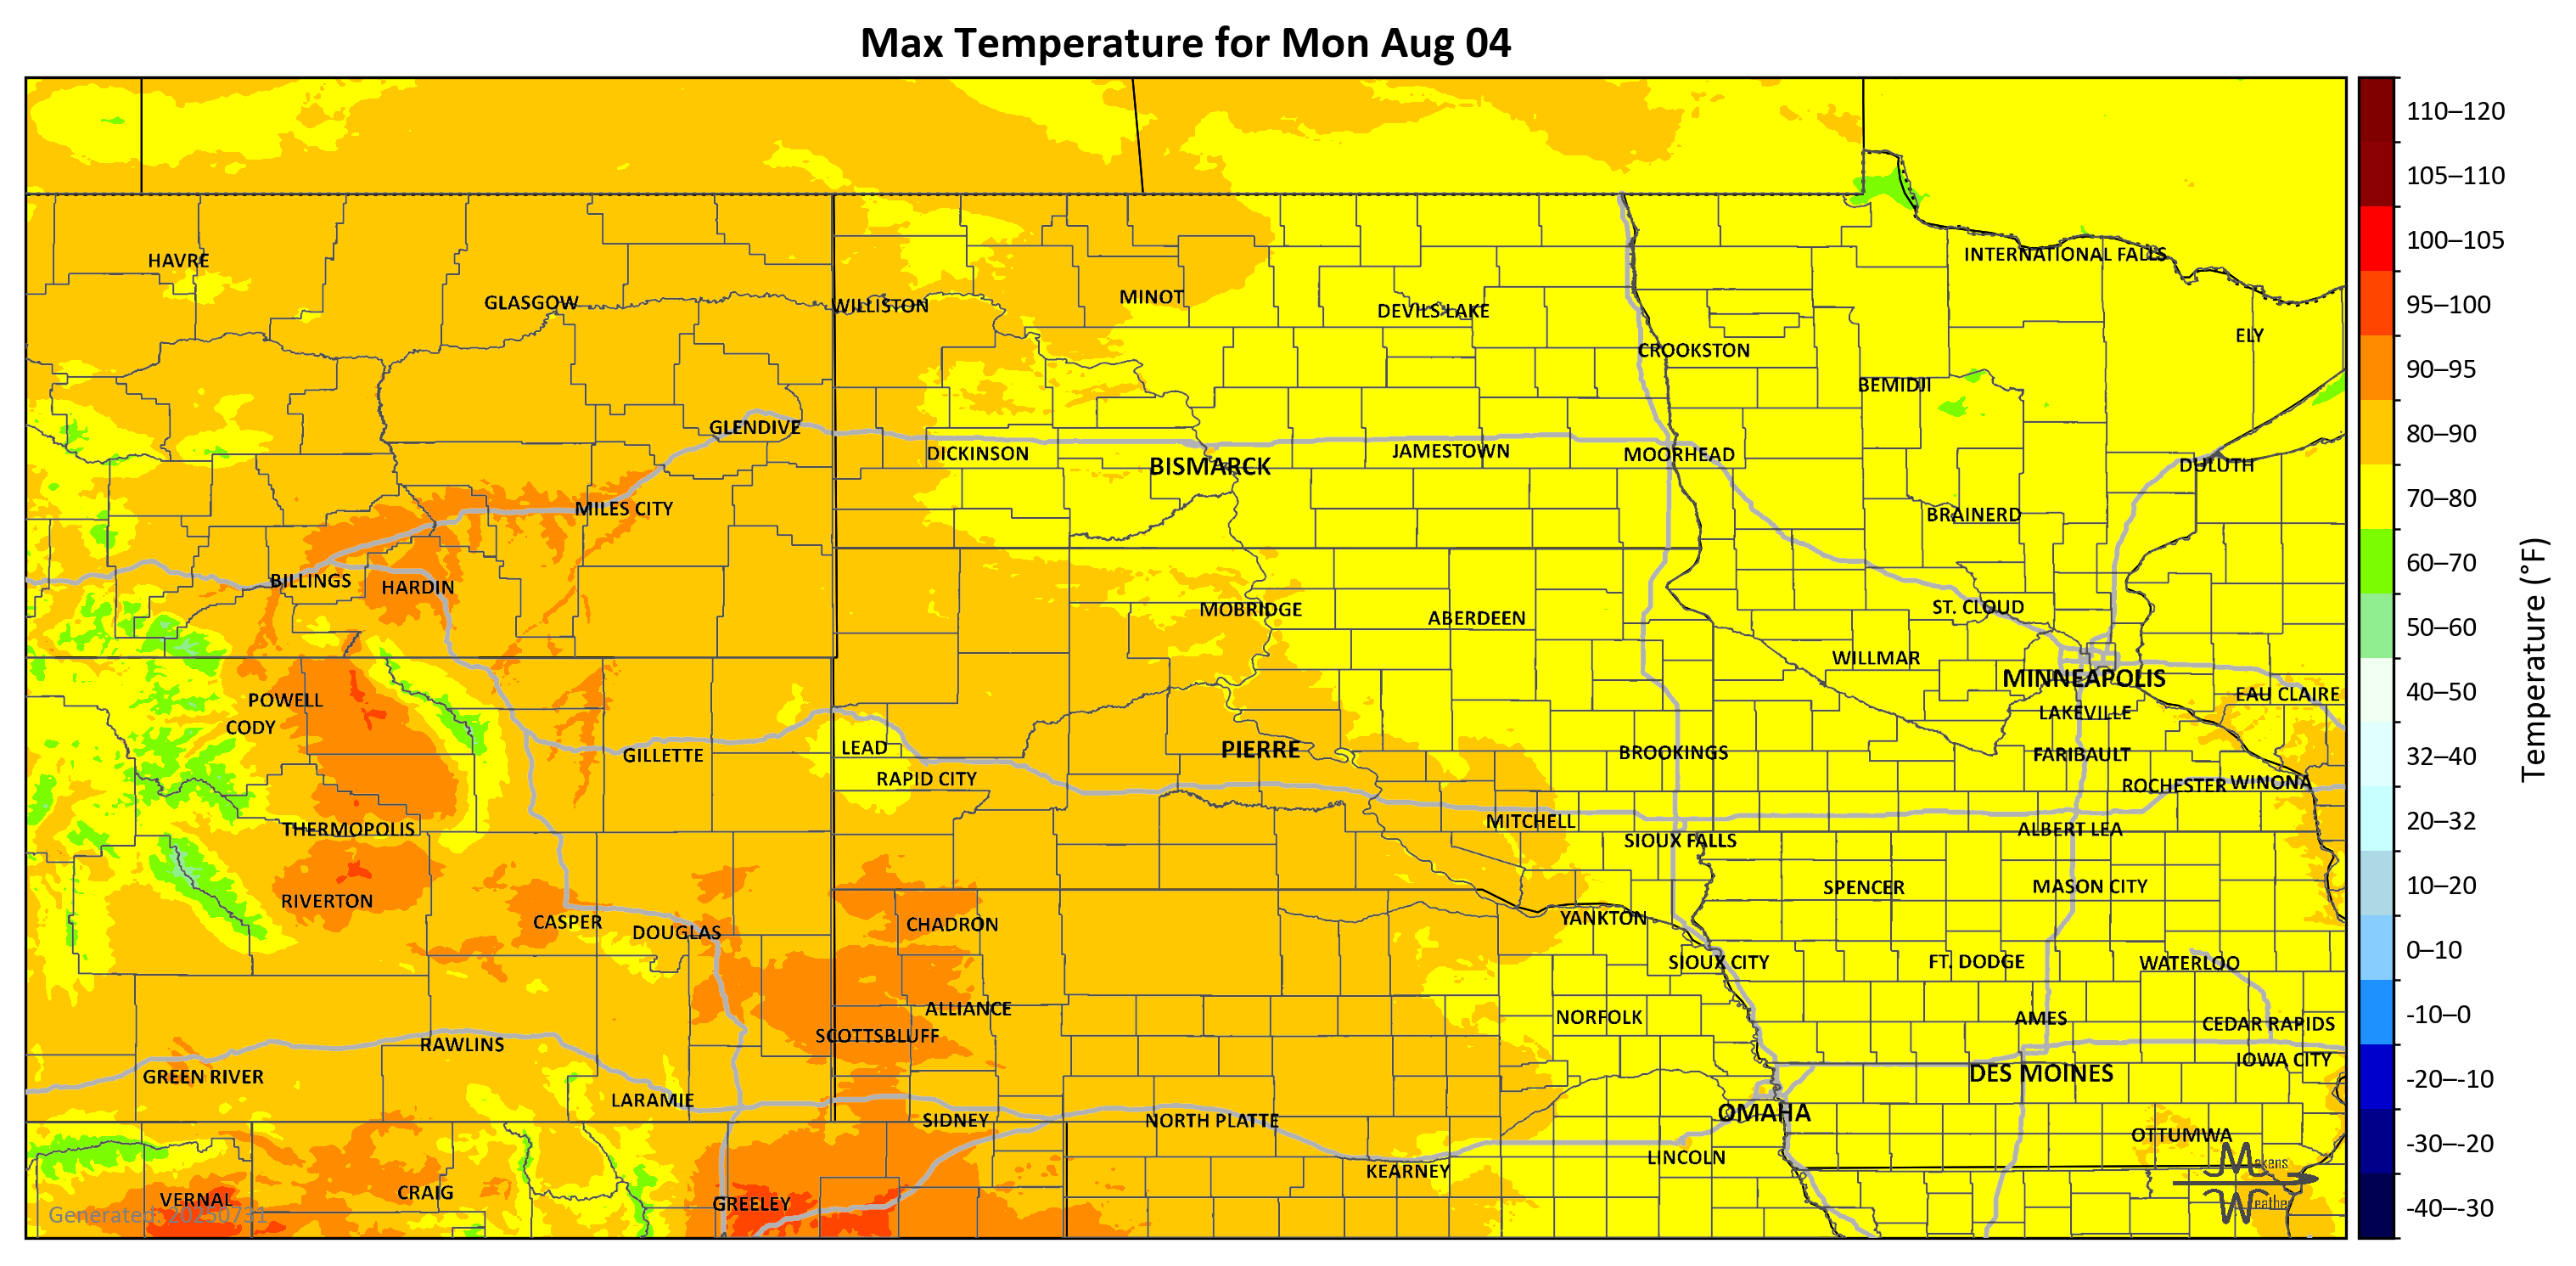 Max Temperature for Mon Aug 04
110–120
105–110
100–105
95–100
90–95
80–90
70–80
60–70
50–60
40–50
32–40
20–32
10–20
0–10
-10–0
-20–-10
-30–-20
-40–-30
Temperature (°F)
HAVRE
GLASGOW
WILLISTON
MINOT
DEVILS LAKE
INTERNATIONAL FALLS
ELY
CROOKSTON
BEMIDJI
GLENDIVE
DICKINSON
BISMARCK
JAMESTOWN
MOORHEAD
DULUTH
MILES CITY
BRAINERD
BILLINGS
HARDIN
MOBRIDGE
ABERDEEN
ST. CLOUD
WILLMAR
MINNEAPOLIS
EAU CLAIRE
POWELL
CODY
LAKEVILLE
GILLETTE
LEAD
RAPID CITY
PIERRE
BROOKINGS
FARIBAULT
ROCHESTER
WINONA
THERMOPOLIS
MITCHELL
SIOUX FALLS
ALBERT LEA
RIVERTON
SPENCER
MASON CITY
CASPER
DOUGLAS
CHADRON
YANKTON
SIOUX CITY
FT. DODGE
WATERLOO
ALLIANCE
SCOTTSBLUFF
NORFOLK
AMES
CEDAR RAPIDS
RAWLINS
IOWA CITY
GREEN RIVER
DES MOINES
LARAMIE
SIDNEY
NORTH PLATTE
OMAHA
OTTUMWA
KEARNEY
LINCOLN
VERNAL
CRAIG
GREELEY
Generated: 20250731
Makens
Weather